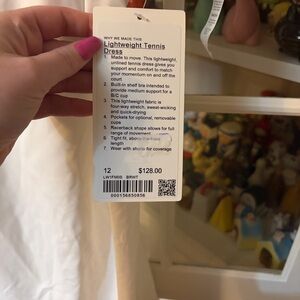 WHY WE MADE THIS
Lightweight Tennis
Dress
1. Made to move. This lightweight,
untined tennis dress gives you
support and comfort to match
your momentum on and off the
court
2. Built-in shelf bra intended to
provide medium support for a
B/C cup
3. This lightweight fabric is
four-way stretch, sweat-wicking
and quick-drying
4. Pockets for optional, removable
cups
5. Racerback shape allows for full
range of movement
6. Tight fit, above the knee
length
7. Wear with shorts for coverage
12 $128.00
LW1FMIS BRWT
000156850856